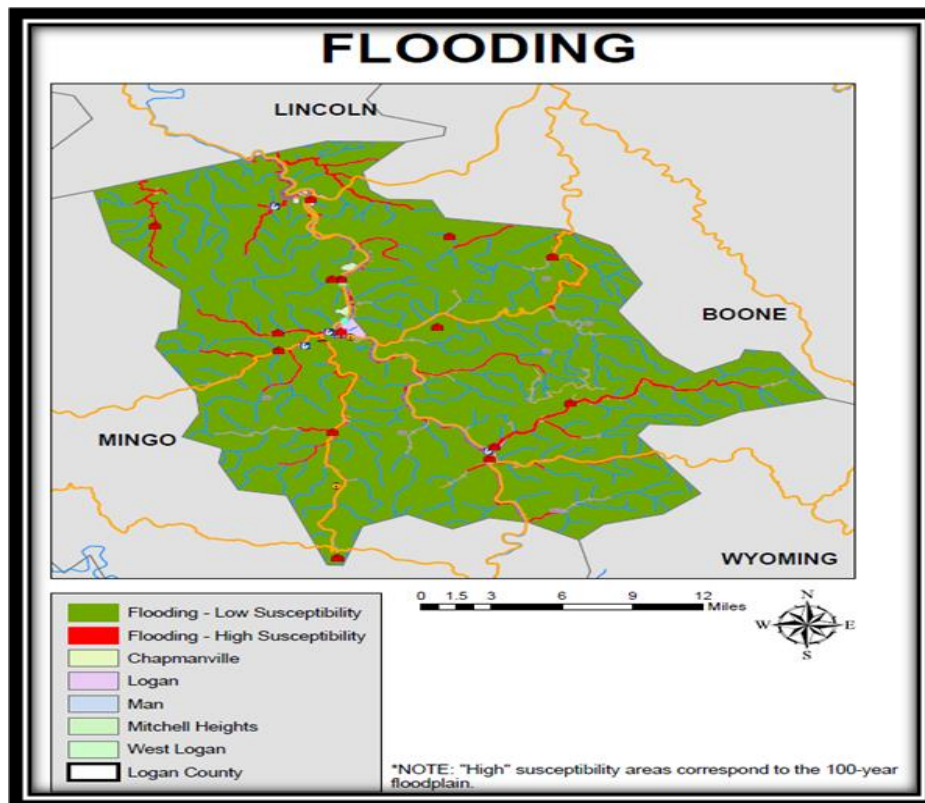 FLOODING
LINCOLN
BOONE
MINGO
WYOMING
Flooding - Low Susceptibility
Flooding - High Susceptibility
Chapmanville
Logan
Man
Mitchell Heights
West Logan
Logan County
0 1.5 3 6 9 12
Miles
N
W E
S
*NOTE: "High" susceptibility areas correspond to the 100-year
floodplain.